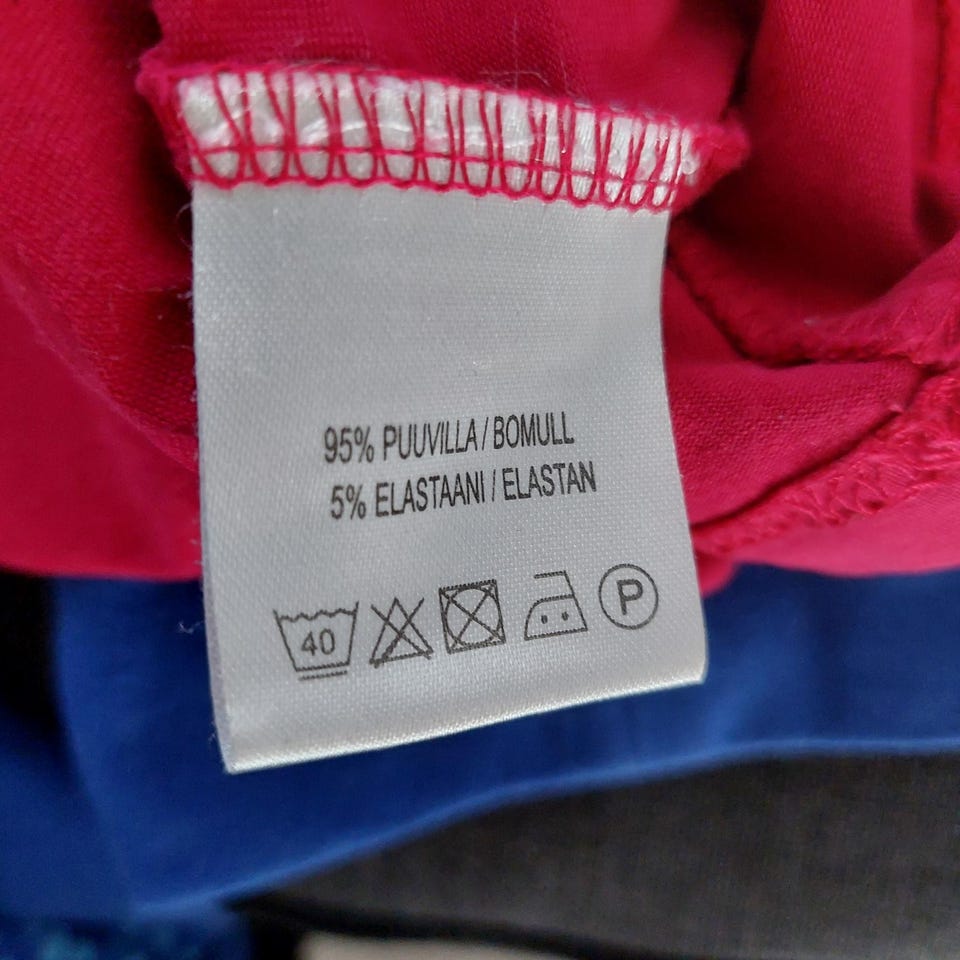 95% PUUVILLA / BOMULL
5% ELASTAANI / ELASTAN
40 P